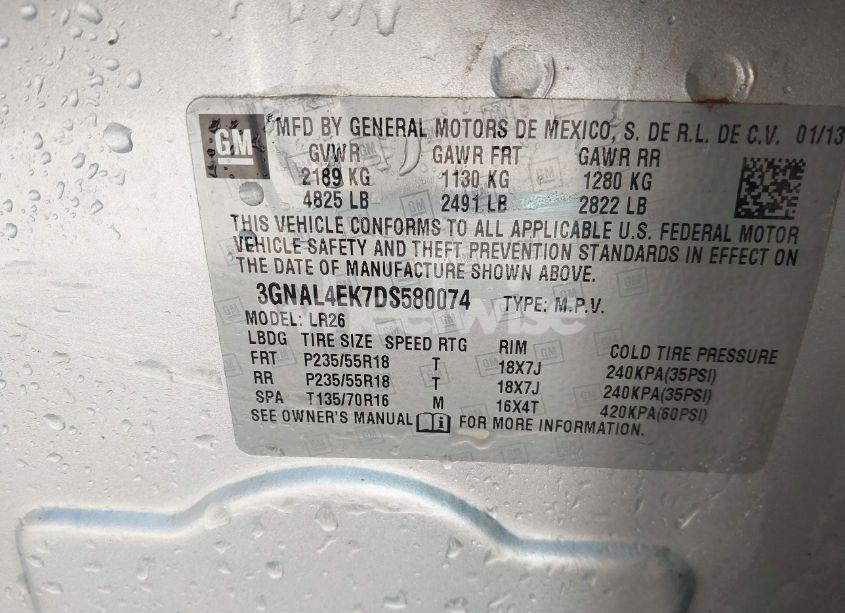 GM MFD BY GENERAL MOTORS DE MEXICO, S. DE R.L. DE C.V. 01/13
GVWR GAWR FRT GAWR RR
2189 KG 1130 KG 1280 KG
4825 LB 2491 LB 2822 LB
THIS VEHICLE CONFORMS TO ALL APPLICABLE U.S. FEDERAL MOTOR
VEHICLE SAFETY AND THEFT PREVENTION STANDARDS IN EFFECT ON
THE DATE OF MANUFACTURE SHOWN ABOVE.
3GNAL4EK7DS580074 TYPE: M.P.V.
MODEL: LR26
LBDG TIRE SIZE SPEED RTG RIM COLD TIRE PRESSURE
FRT P235/55R18 T 18X7J 240KPA(35PSI)
RR P235/55R18 T 18X7J 240KPA(35PSI)
SPA T135/70R16 M 16X4T 420KPA(60PSI)
SEE OWNER'S MANUAL FOR MORE INFORMATION.